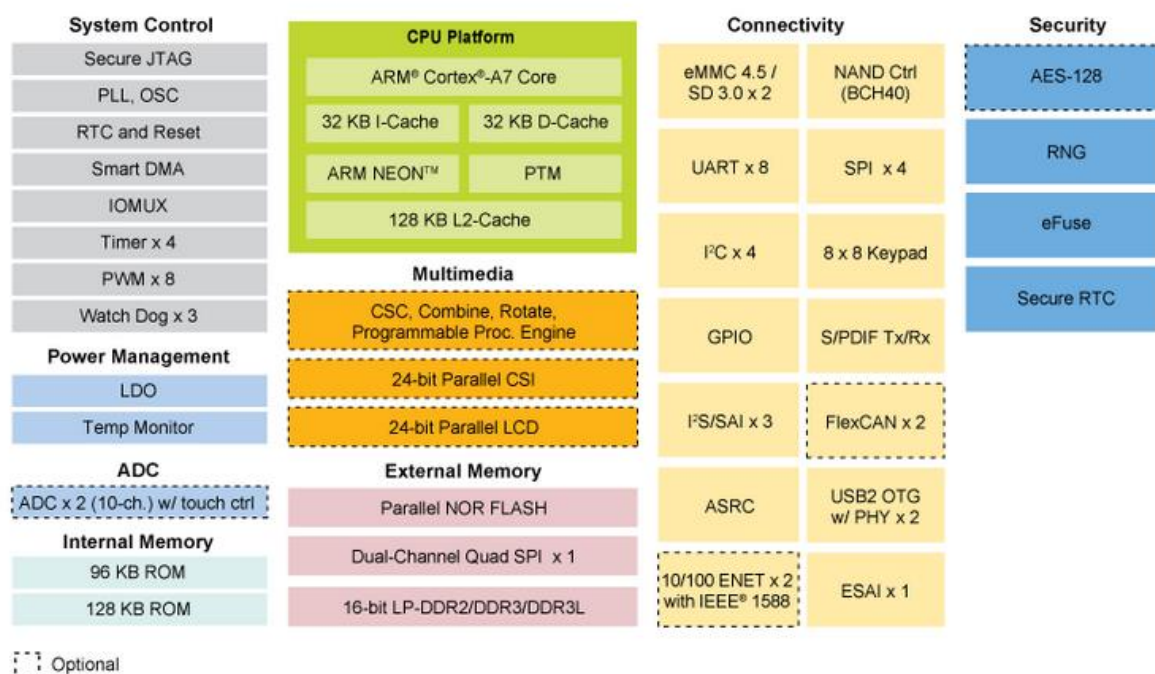 System Control
Secure JTAG
PLL, OSC
RTC and Reset
Smart DMA
IOMUX
Timer x 4
PWM x 8
Watch Dog x 3
Power Management
LDO
Temp Monitor
ADC
ADC x 2 (10-ch.) w/ touch ctrl
Internal Memory
96 KB ROM
128 KB ROM
Optional
CPU Platform
ARM® Cortex®-A7 Core
32 KB I-Cache
32 KB D-Cache
ARM NEON™
PTM
128 KB L2-Cache
Multimedia
CSC, Combine, Rotate,
Programmable Proc. Engine
24-bit Parallel CSI
24-bit Parallel LCD
External Memory
Parallel NOR FLASH
Dual-Channel Quad SPI x 1
16-bit LP-DDR2/DDR3/DDR3L
Connectivity
eMMC 4.5 /
SD 3.0 x 2
NAND Ctrl
(BCH40)
UART x 8
SPI x 4
I²C x 4
8 x 8 Keypad
GPIO
S/PDIF Tx/Rx
I²S/SAI x 3
FlexCAN x 2
ASRC
USB2 OTG
w/ PHY x 2
10/100 ENET x 2
with IEEE® 1588
ESAI x 1
Security
AES-128
RNG
eFuse
Secure RTC